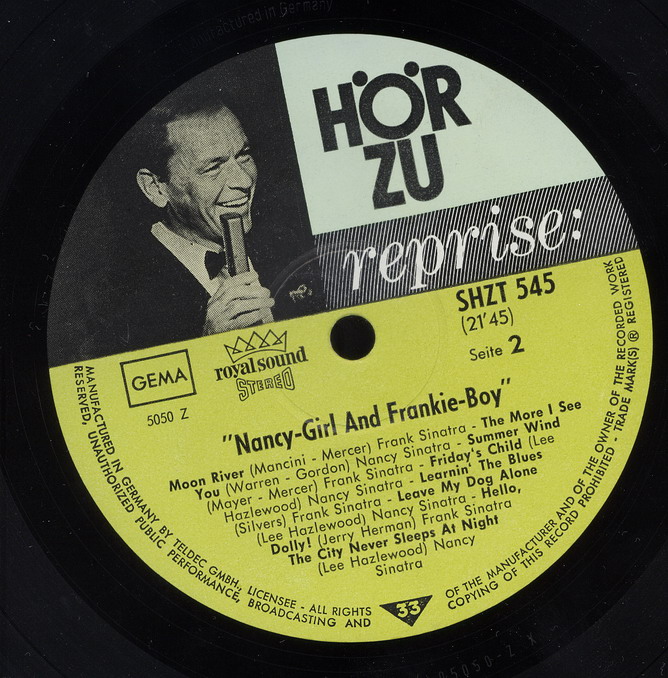 Manufactured in Germany
HÖR
ZU
reprise:
SHZT 545
(21'45)
Seite 2
GEMA
royal sound
STEREO
5050 Z
"Nancy-Girl And Frankie-Boy"
Moon River (Mancini - Mercer) Frank Sinatra - The More I See
You (Warren - Gordon) Nancy Sinatra - Summer Wind
(Mayer - Mercer) Frank Sinatra - Friday's Child (Lee
Hazlewood) Nancy Sinatra - Learnin' The Blues
(Silvers) Frank Sinatra - Leave My Dog Alone
(Lee Hazlewood) Nancy Sinatra - Hello,
Dolly! (Jerry Herman) Frank Sinatra
The City Never Sleeps At Night
(Lee Hazlewood) Nancy
Sinatra
33
MANUFACTURED IN GERMANY BY TELDEC GMBH, LICENSEE - ALL RIGHTS OF THE MANUFACTURER AND OF THE OWNER OF THE RECORDED WORK
RESERVED, UNAUTHORIZED PUBLIC PERFORMANCE, BROADCASTING AND COPYING OF THIS RECORD PROHIBITED - TRADE MARK(S) ® REGISTERED